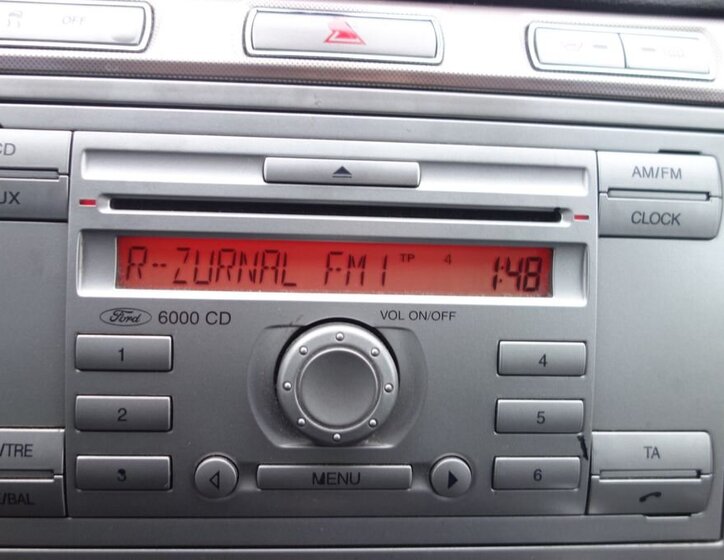 OFF
CD
AM/FM
UX
CLOCK
R--ZURNAL FM1 TP 4 1:48
Ford 6000 CD
VOL ON/OFF
1
4
2
5
/TRE
TA
3
MENU
6
/BAL